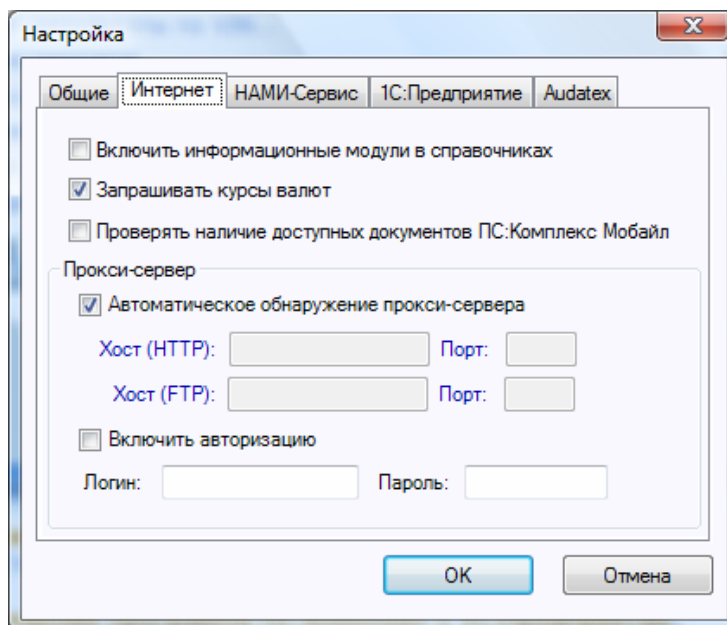 Настройка
Общие Интернет НАМИ-Сервис 1С:Предприятие Audatex
Включить информационные модули в справочниках
Запрашивать курсы валют
Проверять наличие доступных документов ПС:Комплекс Мобайл
Прокси-сервер
Автоматическое обнаружение прокси-сервера
Хост (HTTP): Порт:
Хост (FTP): Порт:
Включить авторизацию
Логин: Пароль:
OK Отмена